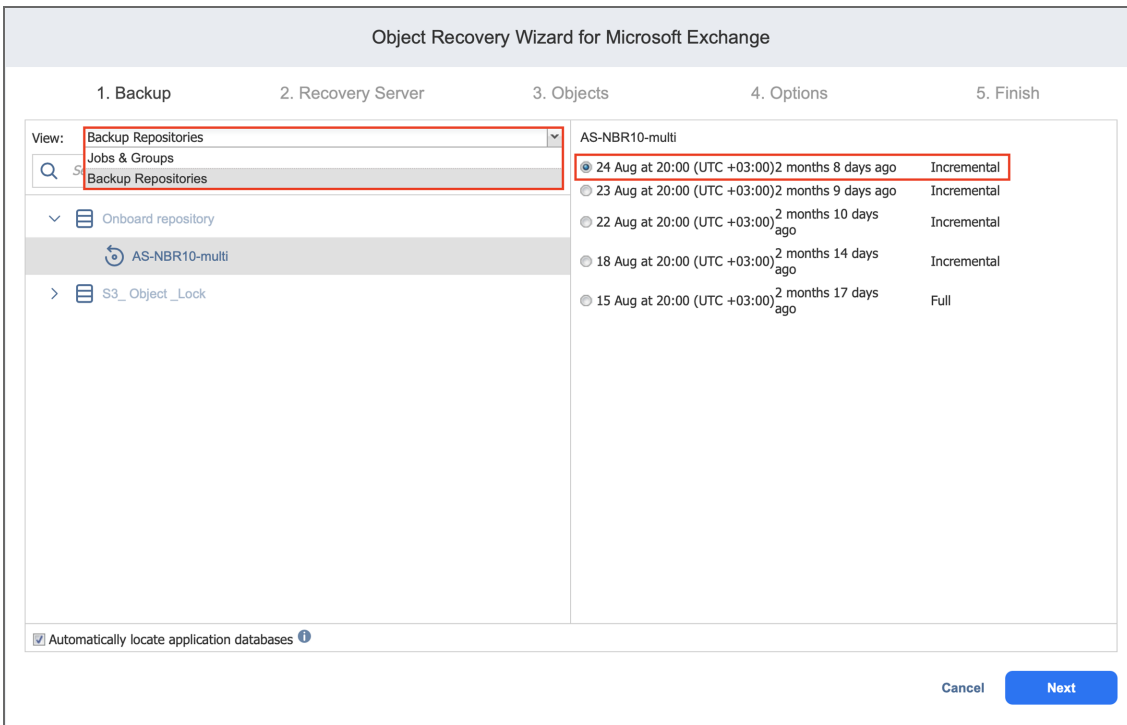 Object Recovery Wizard for Microsoft Exchange
1. Backup 2. Recovery Server 3. Objects 4. Options 5. Finish
View: Backup Repositories
Jobs & Groups
Backup Repositories
Onboard repository
AS-NBR10-multi
S3_ Object _Lock
AS-NBR10-multi
24 Aug at 20:00 (UTC +03:00) 2 months 8 days ago Incremental
23 Aug at 20:00 (UTC +03:00) 2 months 9 days ago Incremental
22 Aug at 20:00 (UTC +03:00) 2 months 10 days
ago Incremental
18 Aug at 20:00 (UTC +03:00) 2 months 14 days
ago Incremental
15 Aug at 20:00 (UTC +03:00) 2 months 17 days
ago Full
Automatically locate application databases
Cancel Next